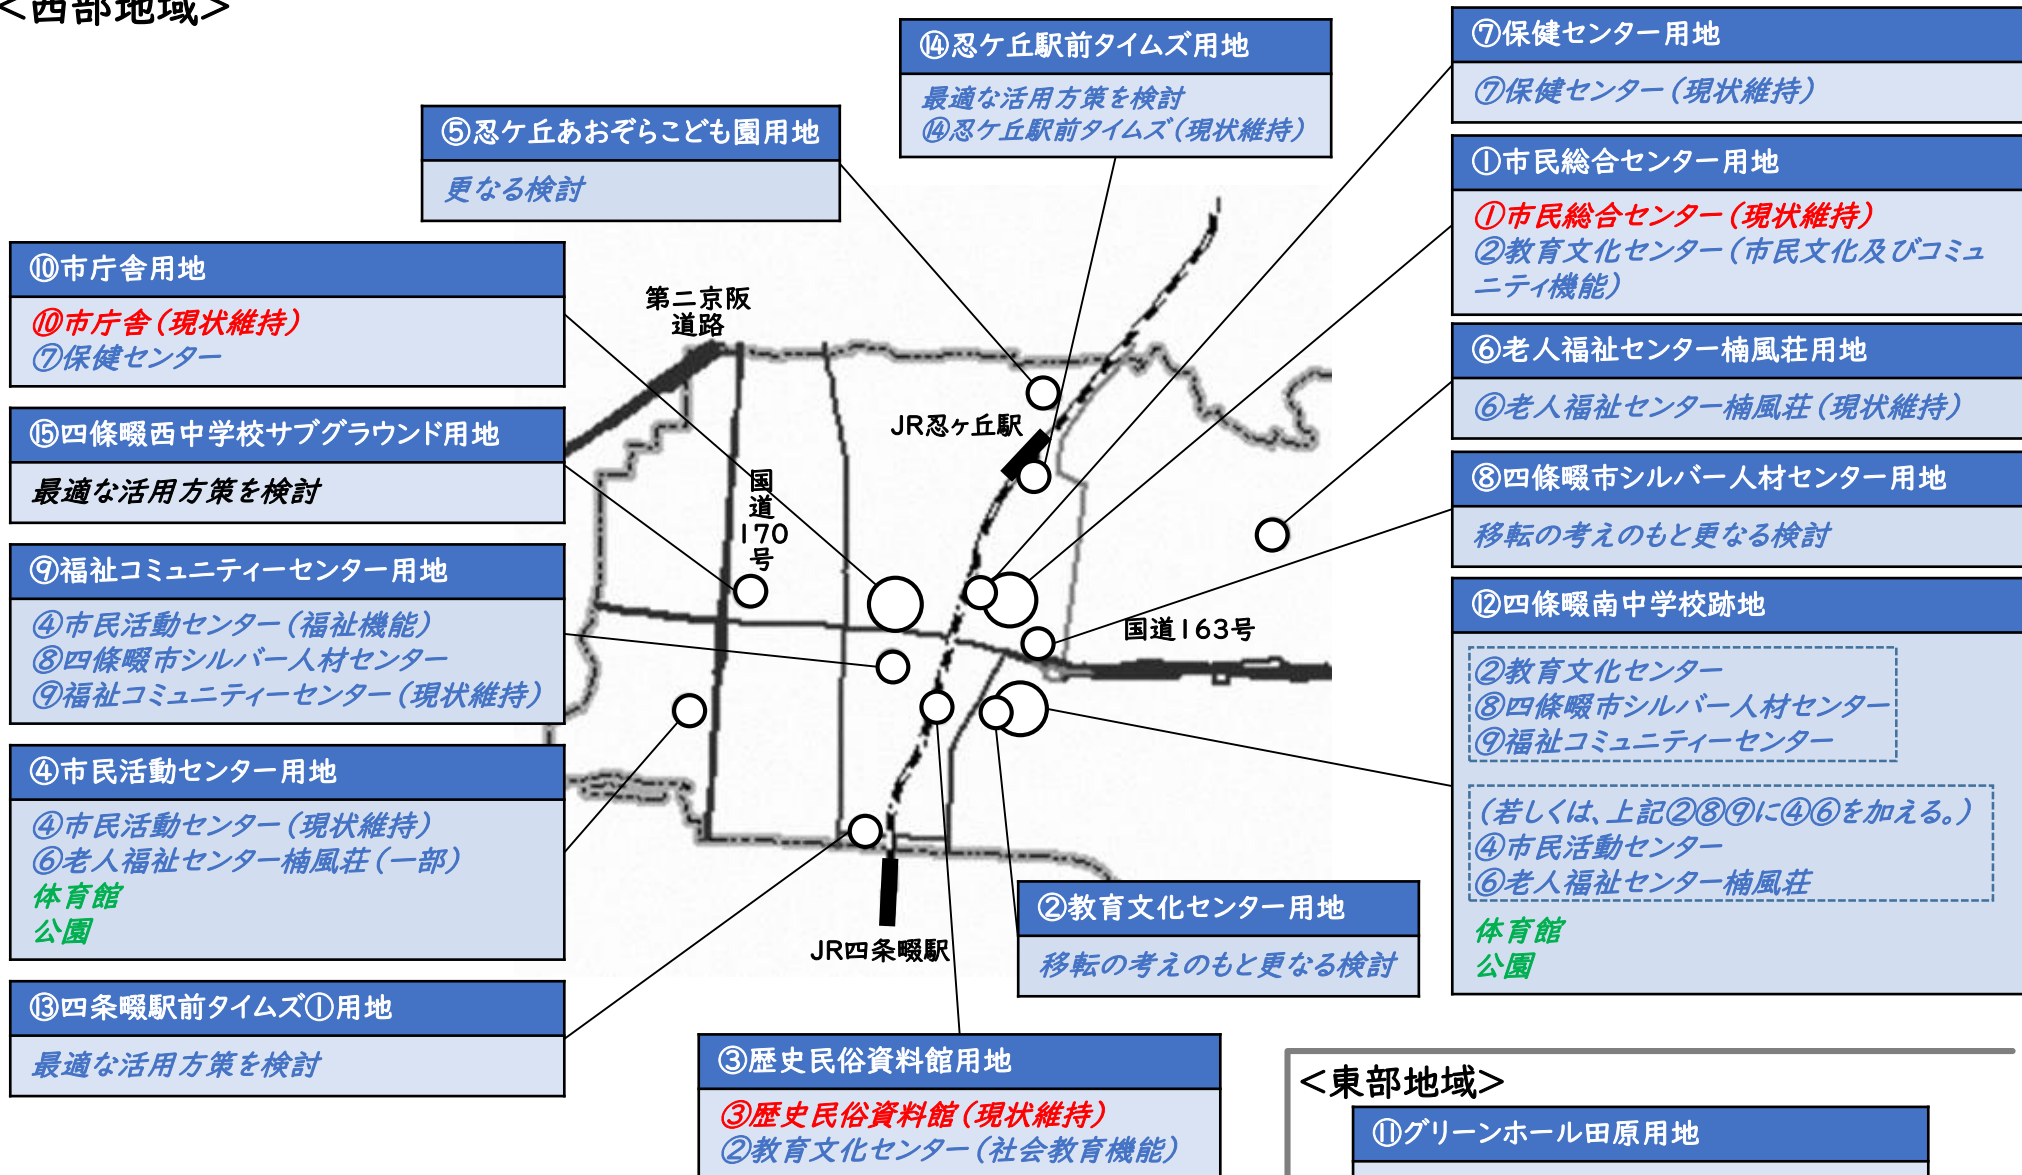 <西部地域>
⑭忍ケ丘駅前タイムズ用地
最適な活用方策を検討
⑭忍ケ丘駅前タイムズ(現状維持)
⑦保健センター用地
⑦保健センター(現状維持)
⑤忍ケ丘あおぞらこども園用地
更なる検討
①市民総合センター用地
①市民総合センター(現状維持)
②教育文化センター(市民文化及びコミュ
ニティ機能)
⑩市庁舎用地
⑩市庁舎(現状維持)
⑦保健センター
第二京阪
道路
⑥老人福祉センター楠風荘用地
⑥老人福祉センター楠風荘(現状維持)
⑮四條畷西中学校サブグラウンド用地
最適な活用方策を検討
JR忍ヶ丘駅
国
道
170
号
⑧四條畷市シルバー人材センター用地
移転の考えのもと更なる検討
⑨福祉コミュニティーセンター用地
④市民活動センター(福祉機能)
⑧四條畷市シルバー人材センター
⑨福祉コミュニティーセンター(現状維持)
国道163号
⑫四條畷南中学校跡地
②教育文化センター
⑧四條畷市シルバー人材センター
⑨福祉コミュニティーセンター
(若しくは、上記②⑧⑨に④⑥を加える。)
④市民活動センター
⑥老人福祉センター楠風荘
体育館
公園
④市民活動センター用地
④市民活動センター(現状維持)
⑥老人福祉センター楠風荘(一部)
体育館
公園
②教育文化センター用地
移転の考えのもと更なる検討
JR四条畷駅
⑬四条畷駅前タイムズ①用地
最適な活用方策を検討
③歴史民俗資料館用地
③歴史民俗資料館(現状維持)
②教育文化センター(社会教育機能)
<東部地域>
⑪グリーンホール田原用地